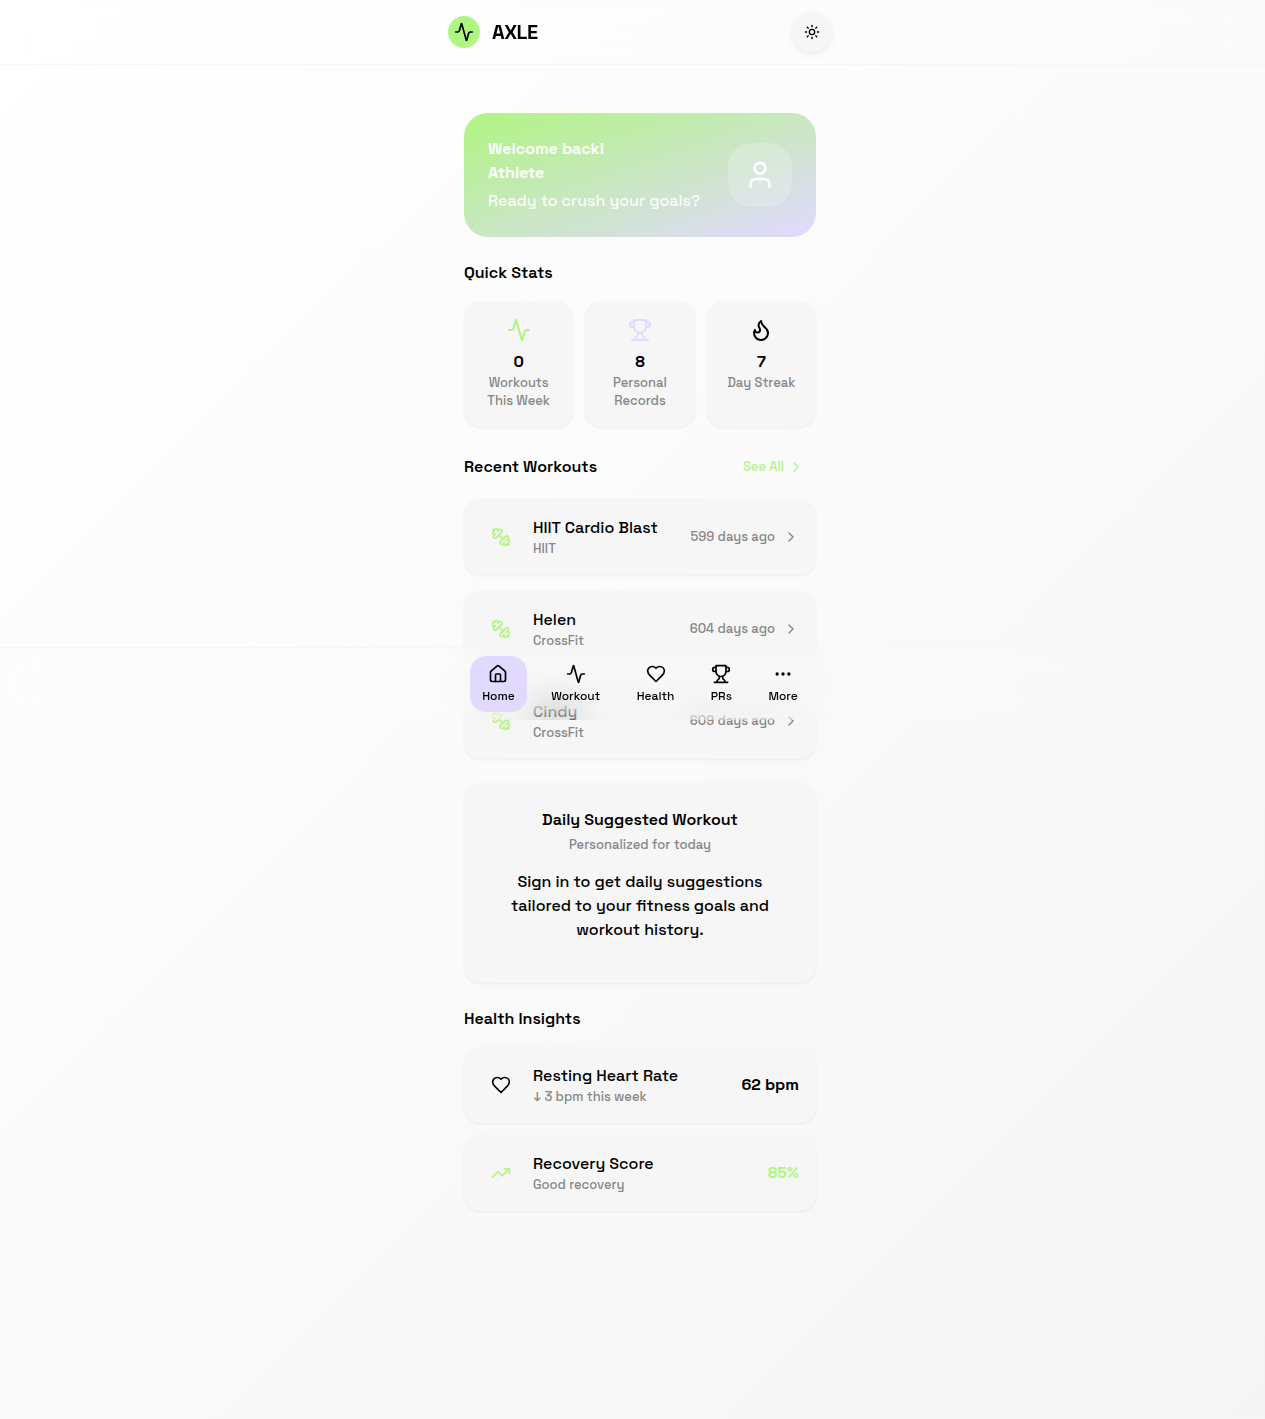 AXLE
Welcome back!
Athlete
Ready to crush your goals?
Quick Stats
0
Workouts
This Week
8
Personal
Records
7
Day Streak
Recent Workouts
See All
HIIT Cardio Blast
HIIT
599 days ago
Helen
CrossFit
604 days ago
Home
Workout
Health
PRs
More
Cindy
CrossFit
609 days ago
Daily Suggested Workout
Personalized for today
Sign in to get daily suggestions
tailored to your fitness goals and
workout history.
Health Insights
Resting Heart Rate
↓ 3 bpm this week
62 bpm
Recovery Score
Good recovery
85%